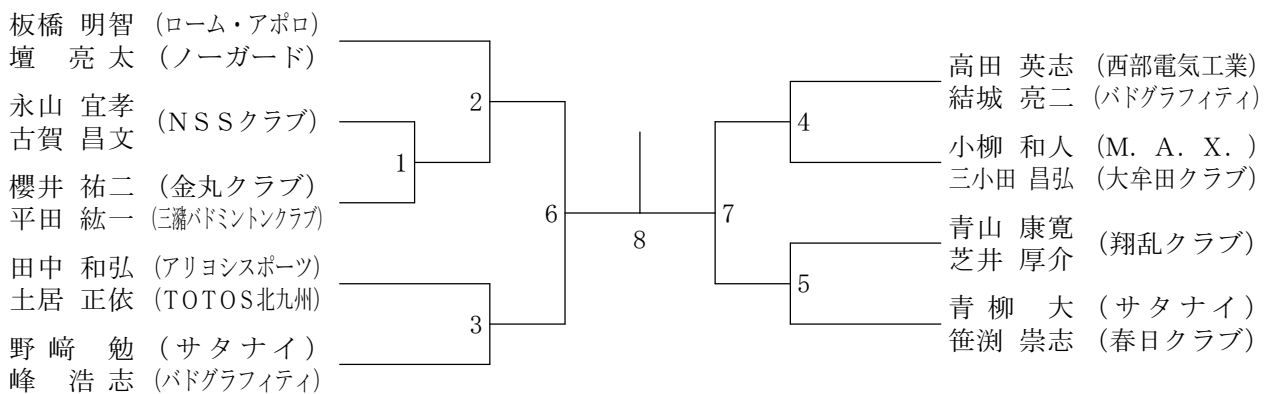 板橋 明智 (ローム・アポロ)
壇 亮太 (ノーガード)
永山 宜孝
古賀 昌文
(NSSクラブ)
櫻井 祐二 (金丸クラブ)
平田 紘一 (三潴バドミントンクラブ)
田中 和弘 (アリヨシスポーツ)
土居 正依 (TOTOS北九州)
野﨑 勉 (サタナイ)
峰 浩志 (バドグラフィティ)
1
2
3
6
8
7
4
5
高田 英志 (西部電気工業)
結城 亮二 (バドグラフィティ)
小柳 和人 (M. A. X. )
三小田 昌弘 (大牟田クラブ)
青山 康寛
芝井 厚介
(翔乱クラブ)
青柳 大 (サタナイ)
笹渕 崇志 (春日クラブ)